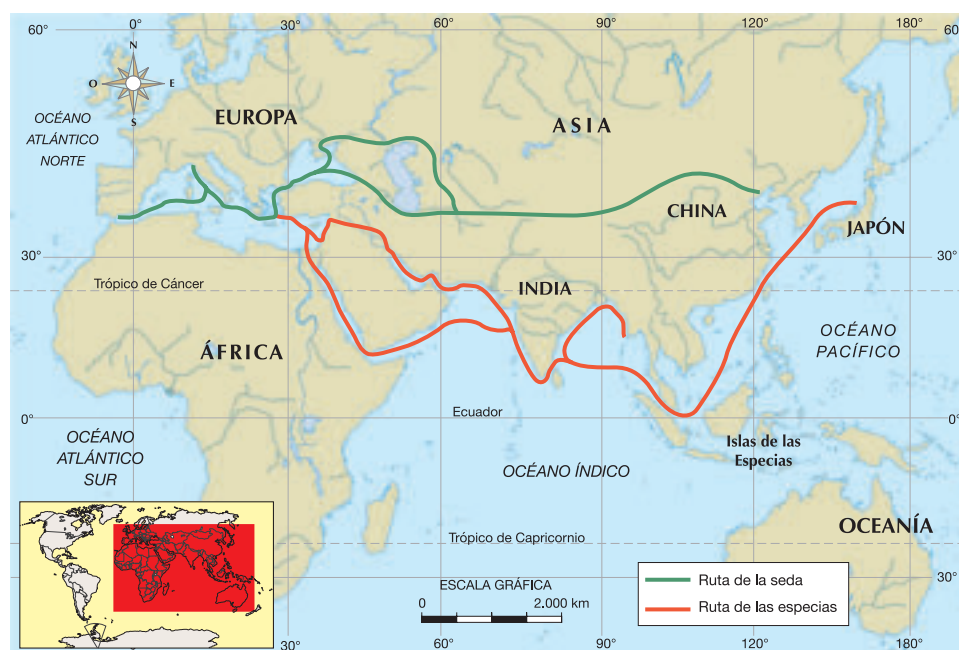 0° 30° 60° 90° 120° 150° 180°
60° 60°
N
O E
S
OCÉANO
ATLÁNTICO
NORTE
EUROPA
ASIA
CHINA
JAPÓN
30° 30°
Trópico de Cáncer
INDIA
ÁFRICA
OCÉANO
PACÍFICO
Ecuador
0° 0°
OCÉANO
ATLÁNTICO
SUR
Islas de las
Especias
OCÉANO ÍNDICO
OCEANÍA
Trópico de Capricornio
ESCALA GRÁFICA
0 2.000 km
30°
Ruta de la seda
Ruta de las especias
30° 60° 90° 120° 180°